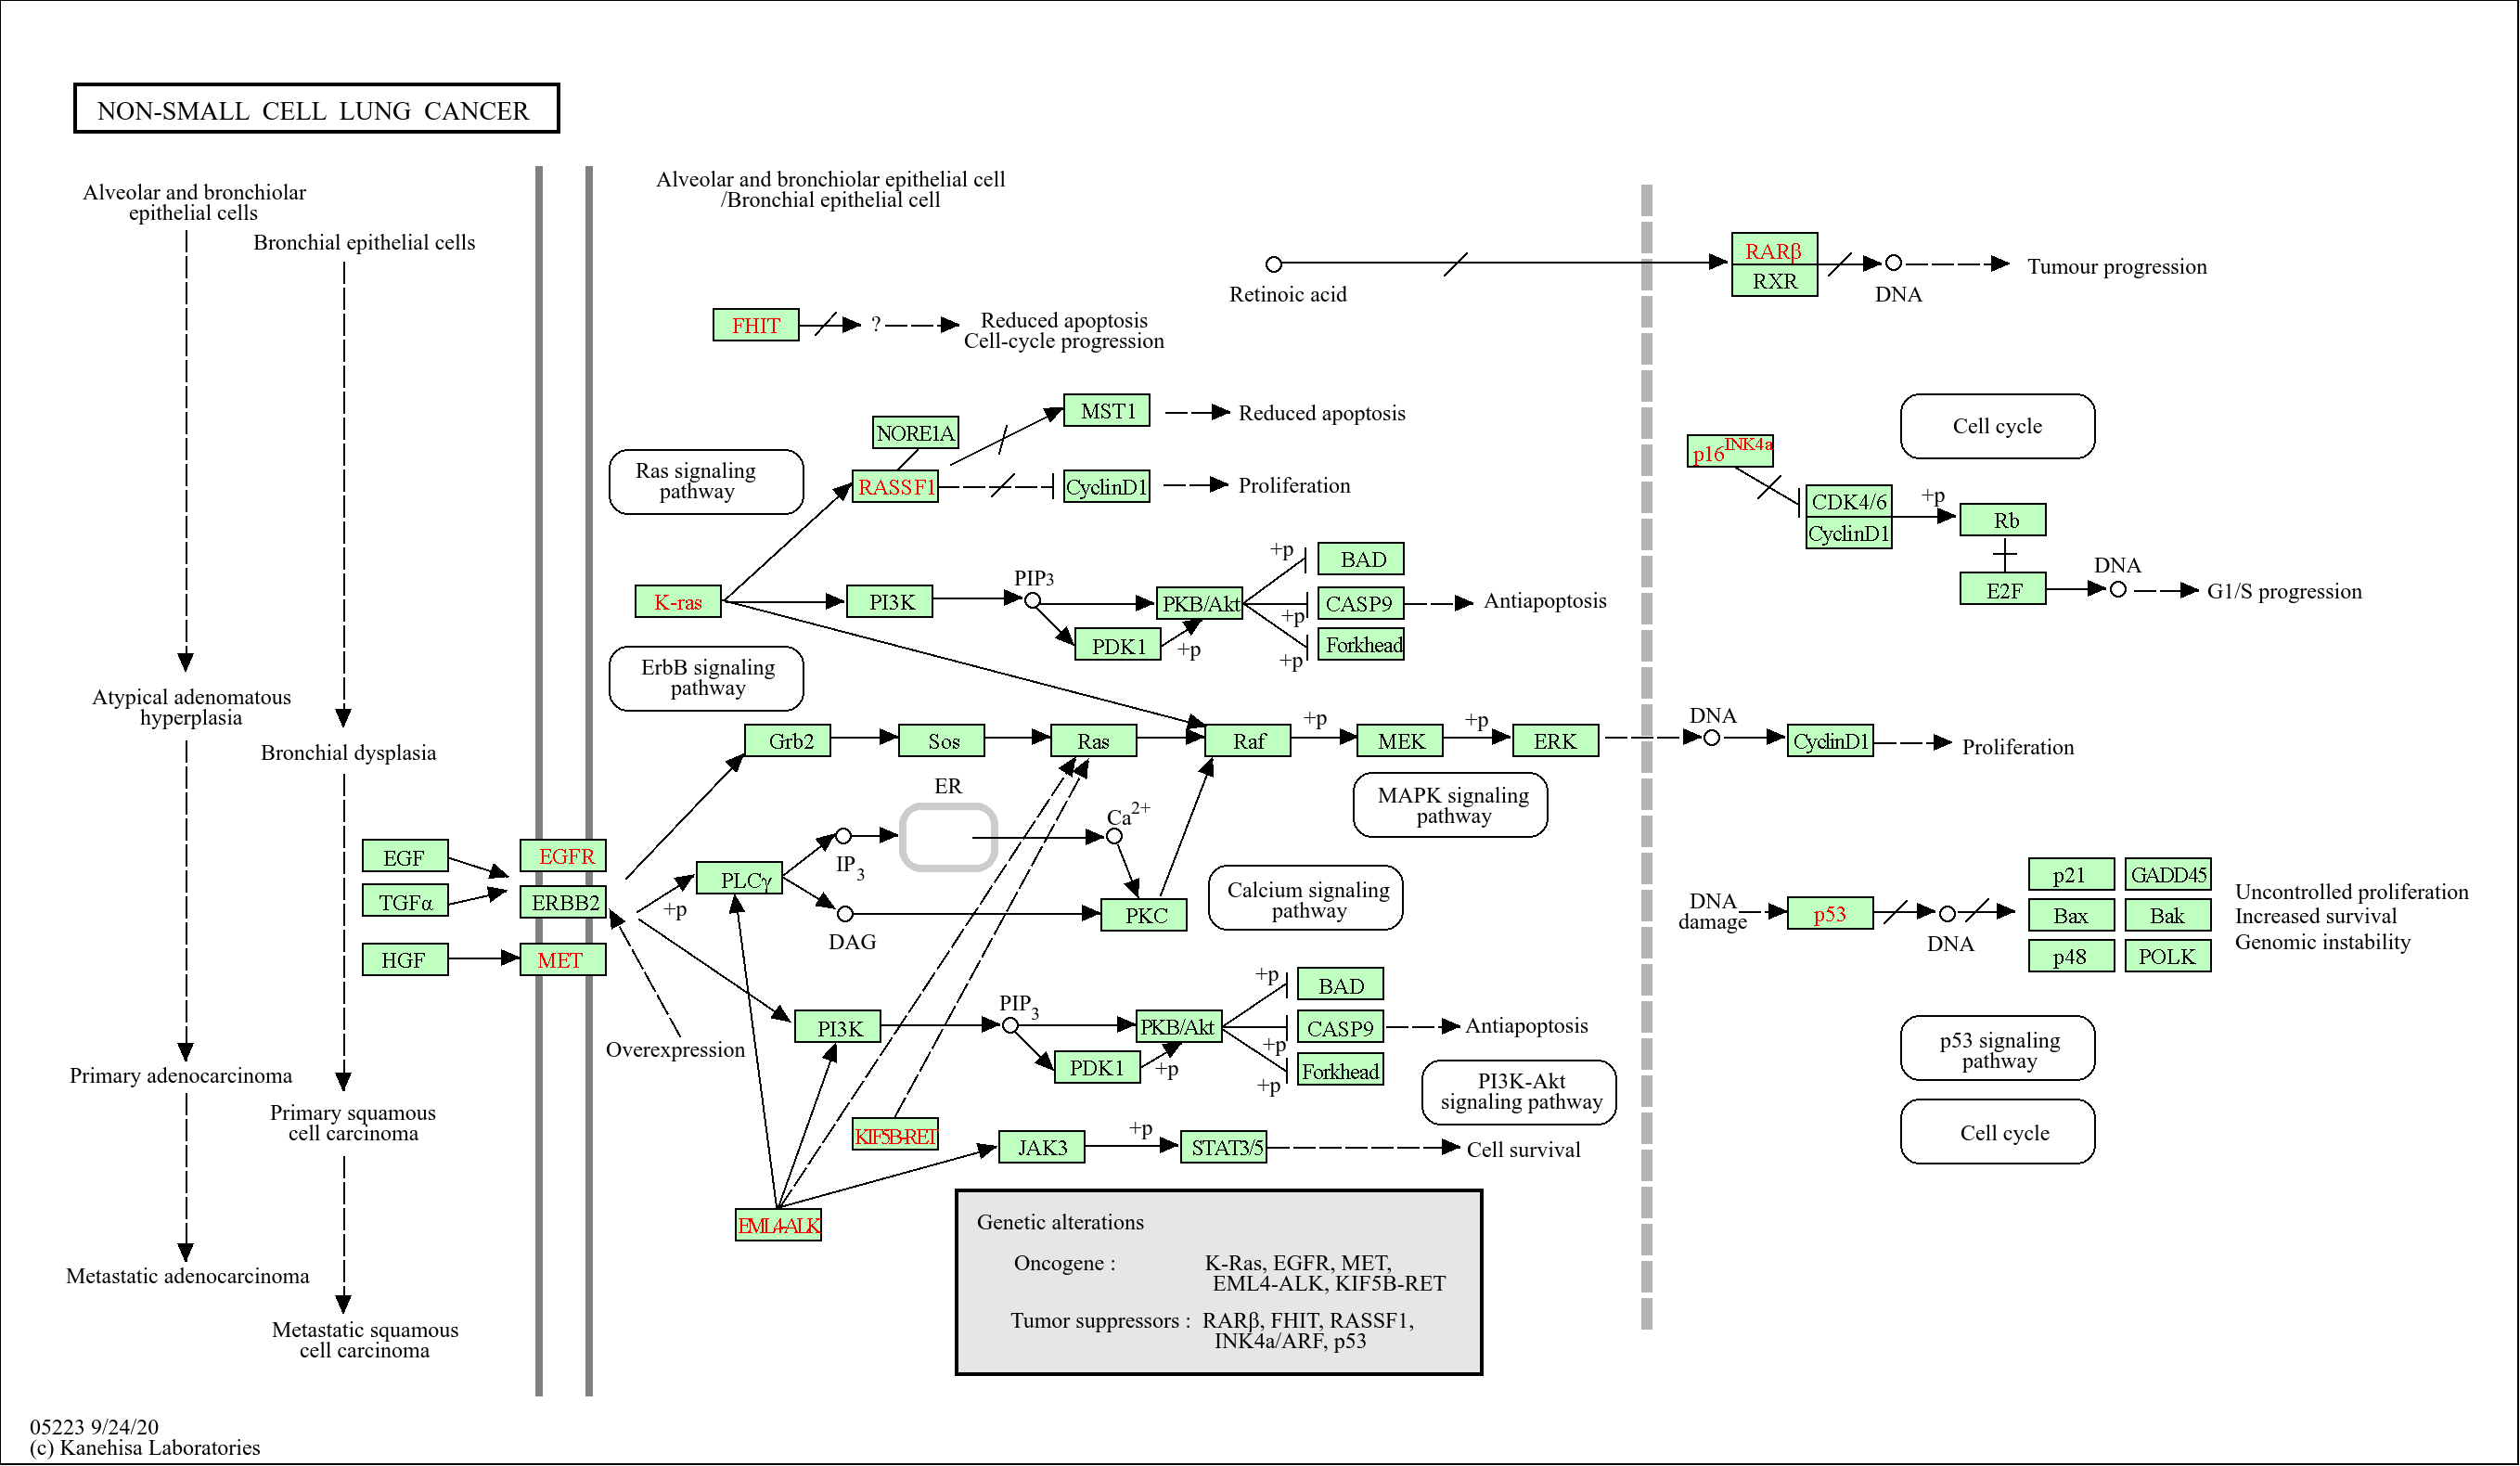 NON-SMALL CELL LUNG CANCER
Alveolar and bronchiolar
epithelial cells
Bronchial epithelial cells
Atypical adenomatous
hyperplasia
Bronchial dysplasia
Primary adenocarcinoma
Primary squamous
cell carcinoma
Metastatic adenocarcinoma
Metastatic squamous
cell carcinoma
EGF
TGFα
HGF
EGFR
ERBB2
MET
Alveolar and bronchiolar epithelial cell
/Bronchial epithelial cell
Retinoic acid
RARβ
RXR
DNA
Tumour progression
FHIT
?
Reduced apoptosis
Cell-cycle progression
Ras signaling
pathway
NORE1A
RASSF1
MST1
Reduced apoptosis
CyclinD1
Proliferation
K-ras
PI3K
PIP3
PDK1
+p
PKB/Akt
+p
+p
+p
BAD
CASP9
Forkhead
Antiapoptosis
ErbB signaling
pathway
Grb2
Sos
Ras
Raf
+p
MEK
+p
ERK
DNA
CyclinD1
Proliferation
MAPK signaling
pathway
ER
PLCγ
+p
IP3
DAG
Ca2+
PKC
Calcium signaling
pathway
Overexpression
PI3K
PIP3
PDK1
+p
PKB/Akt
+p
+p
+p
BAD
CASP9
Forkhead
Antiapoptosis
PI3K-Akt
signaling pathway
KIF5B-RET
EML4-ALK
JAK3
+p
STAT3/5
Cell survival
Cell cycle
p16INK4a
CDK4/6
CyclinD1
+p
Rb
E2F
DNA
G1/S progression
DNA
damage
p53
DNA
p21
GADD45
Bax
Bak
p48
POLK
Uncontrolled proliferation
Increased survival
Genomic instability
p53 signaling
pathway
Cell cycle
Genetic alterations
Oncogene : K-Ras, EGFR, MET,
EML4-ALK, KIF5B-RET
Tumor suppressors : RARβ, FHIT, RASSF1,
INK4a/ARF, p53
05223 9/24/20
(c) Kanehisa Laboratories